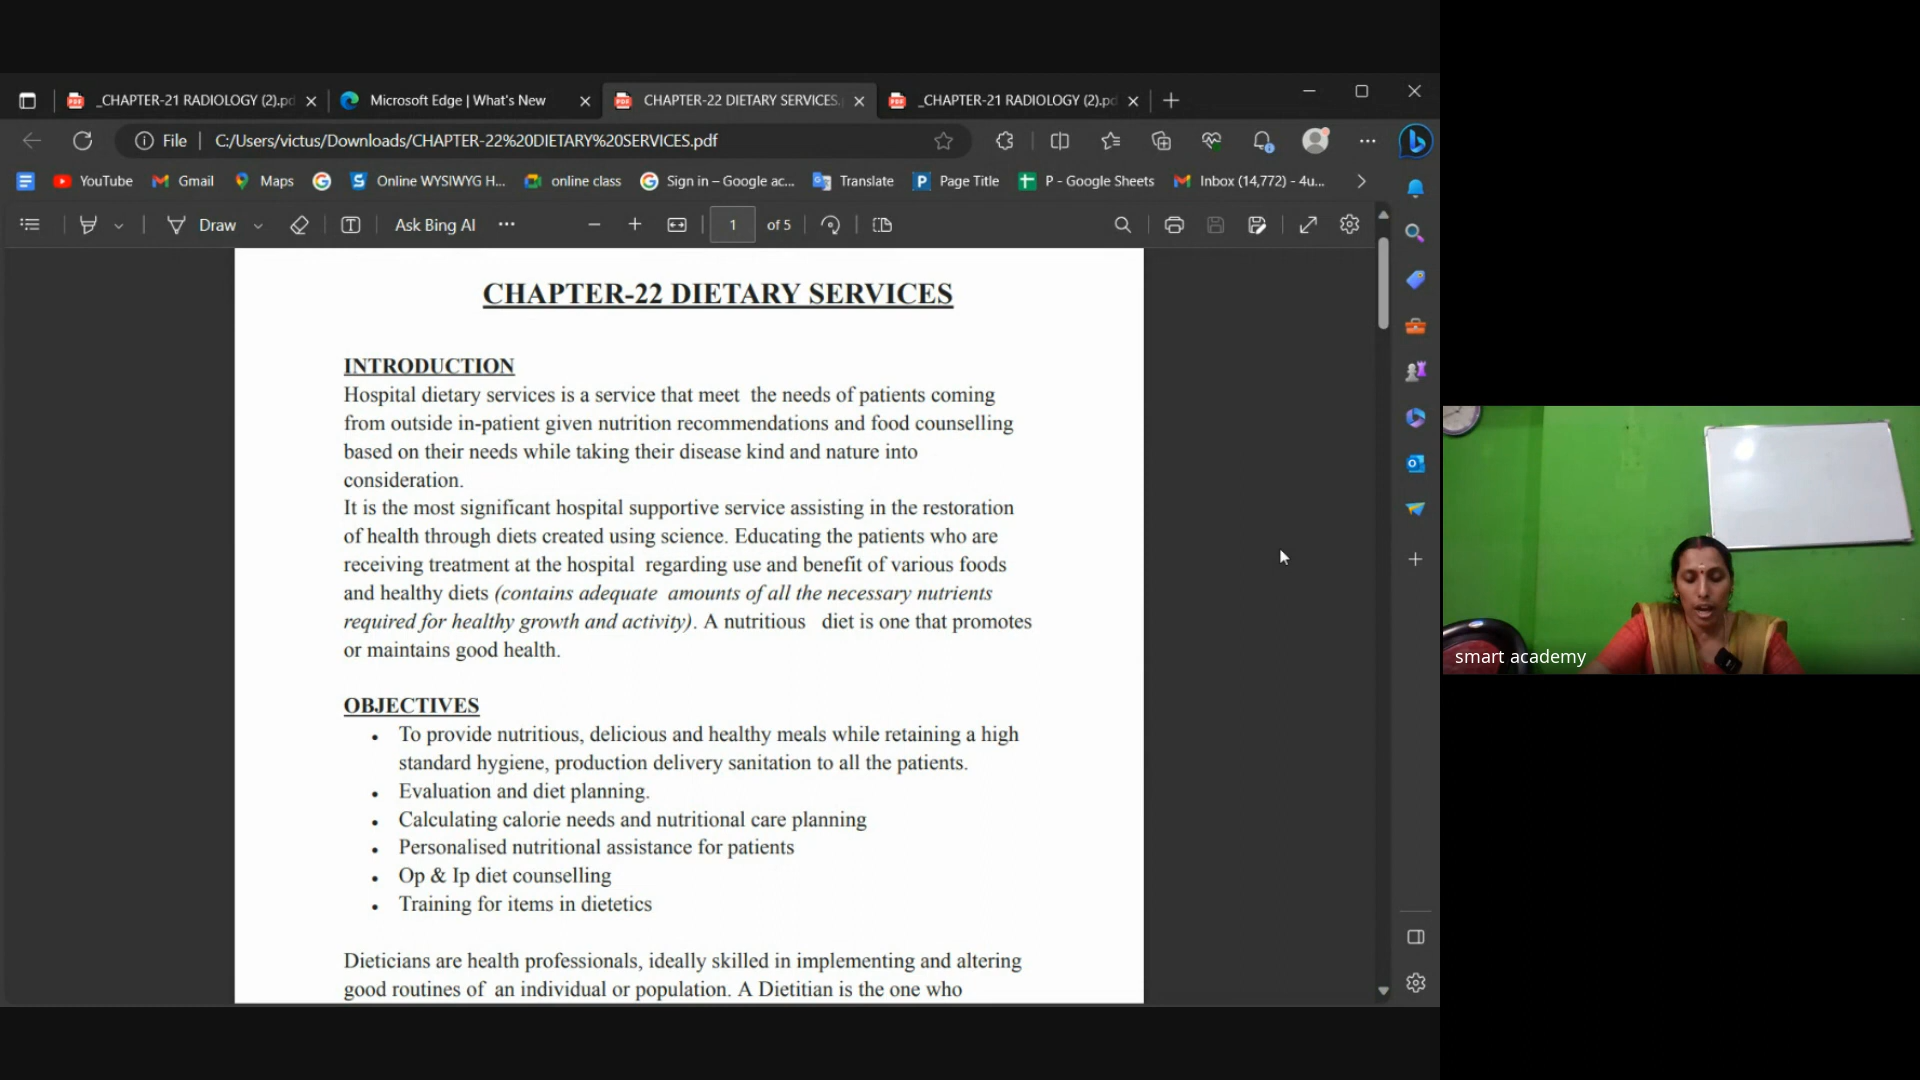 _CHAPTER-21 RADIOLOGY (2).pd
Microsoft Edge | What's New
CHAPTER-22 DIETARY SERVICES.
_CHAPTER-21 RADIOLOGY (2).pd
File
C:/Users/victus/Downloads/CHAPTER-22%20DIETARY%20SERVICES.pdf
YouTube
Gmail
Maps
Online WYSIWYG H...
online class
Sign in – Google ac...
Translate
Page Title
P - Google Sheets
Inbox (14,772) - 4u...
Draw
Ask Bing AI
1 of 5
CHAPTER-22 DIETARY SERVICES
INTRODUCTION
Hospital dietary services is a service that meet the needs of patients coming
from outside in-patient given nutrition recommendations and food counselling
based on their needs while taking their disease kind and nature into
consideration.
It is the most significant hospital supportive service assisting in the restoration
of health through diets created using science. Educating the patients who are
receiving treatment at the hospital regarding use and benefit of various foods
and healthy diets (contains adequate amounts of all the necessary nutrients
required for healthy growth and activity). A nutritious diet is one that promotes
or maintains good health.
OBJECTIVES
• To provide nutritious, delicious and healthy meals while retaining a high
standard hygiene, production delivery sanitation to all the patients.
• Evaluation and diet planning.
• Calculating calorie needs and nutritional care planning
• Personalised nutritional assistance for patients
• Op & Ip diet counselling
• Training for items in dietetics
Dieticians are health professionals, ideally skilled in implementing and altering
good routines of an individual or population. A Dietitian is the one who
smart academy